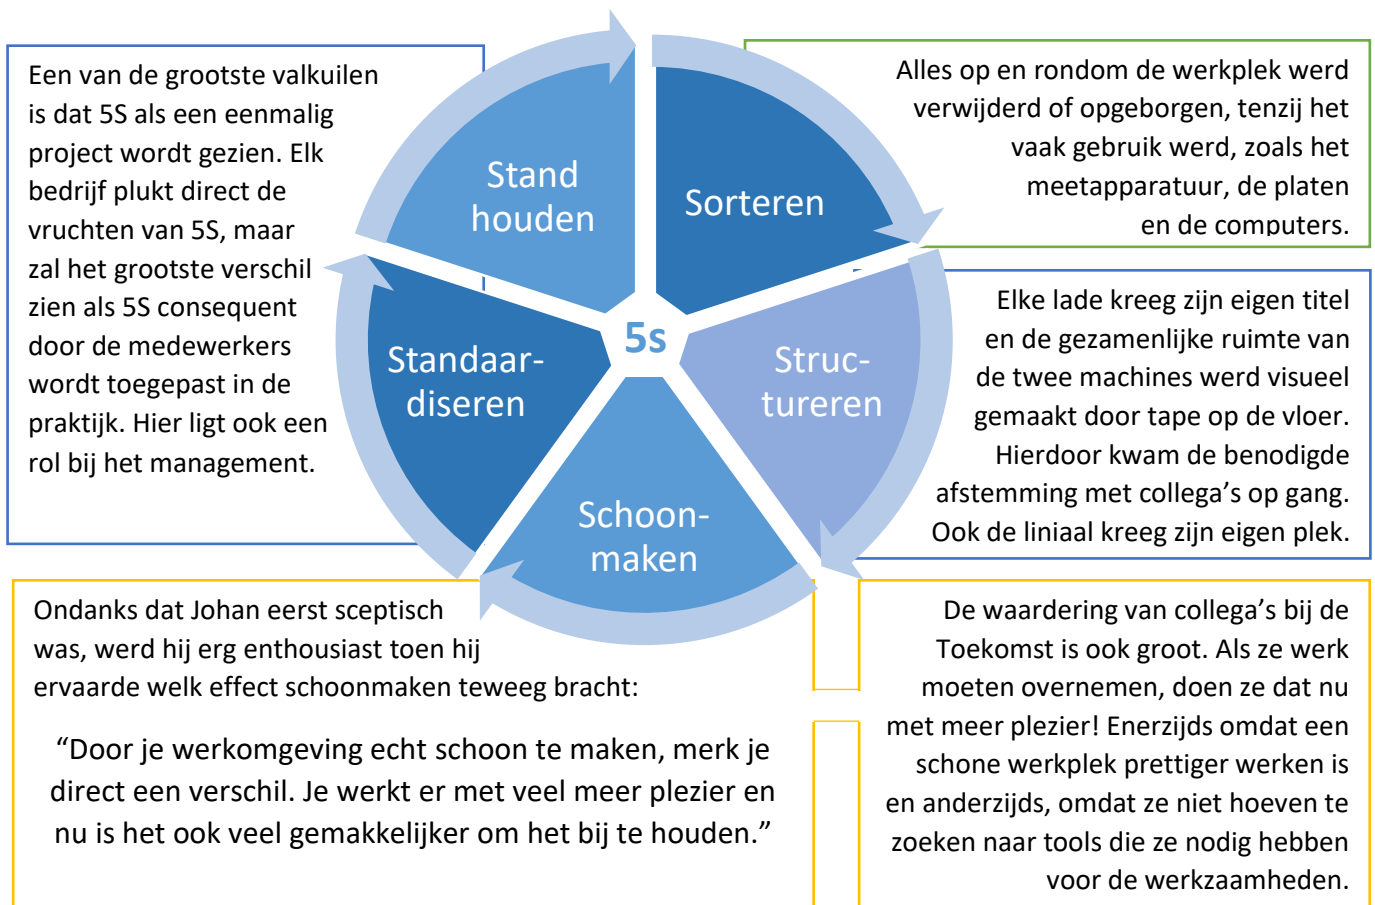 Een van de grootste valkuilen
is dat 5S als een eenmalig
project wordt gezien. Elk
bedrijf plukt direct de
vruchten van 5S, maar
zal het grootste verschil
zien als 5S consequent
door de medewerkers
wordt toegepast in de
praktijk. Hier ligt ook een
rol bij het management.
Stand
houden
Sorteren
5s
Standaar-
diseren
Struc-
tureren
Schoon-
maken
Alles op en rondom de werkplek werd
verwijderd of opgeborgen, tenzij het
vaak gebruik werd, zoals het
meetapparatuur, de platen
en de computers.
Elke lade kreeg zijn eigen titel
en de gezamenlijke ruimte van
de twee machines werd visueel
gemaakt door tape op de vloer.
Hierdoor kwam de benodigde
afstemming met collega’s op gang.
Ook de liniaal kreeg zijn eigen plek.
Ondanks dat Johan eerst sceptisch
was, werd hij erg enthousiast toen hij
ervaarde welk effect schoonmaken teweeg bracht:
“Door je werkomgeving echt schoon te maken, merk je
direct een verschil. Je werkt er met veel meer plezier en
nu is het ook veel gemakkelijker om het bij te houden.”
De waardering van collega’s bij de
Toekomst is ook groot. Als ze werk
moeten overnemen, doen ze dat nu
met meer plezier! Enerzijds omdat een
schone werkplek prettiger werken is
en anderzijds, omdat ze niet hoeven te
zoeken naar tools die ze nodig hebben
voor de werkzaamheden.